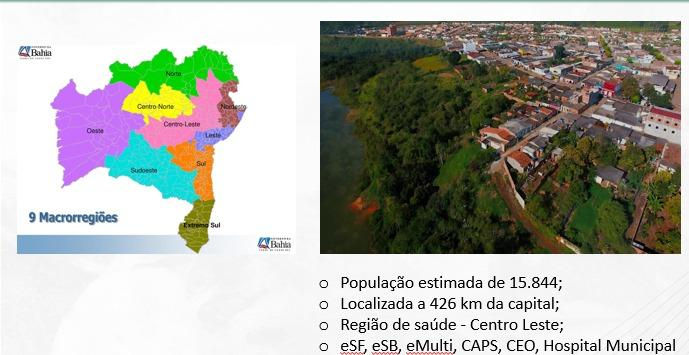 Bahia
Norte
Centro-Norte
Nordeste
Centro-Leste
Oeste
Leste
Sul
Sudoeste
9 Macrorregiões
Extremo Sul
Bahia
o População estimada de 15.844;
o Localizada a 426 km da capital;
o Região de saúde - Centro Leste;
o eSF, eSB, eMulti, CAPS, CEO, Hospital Municipal